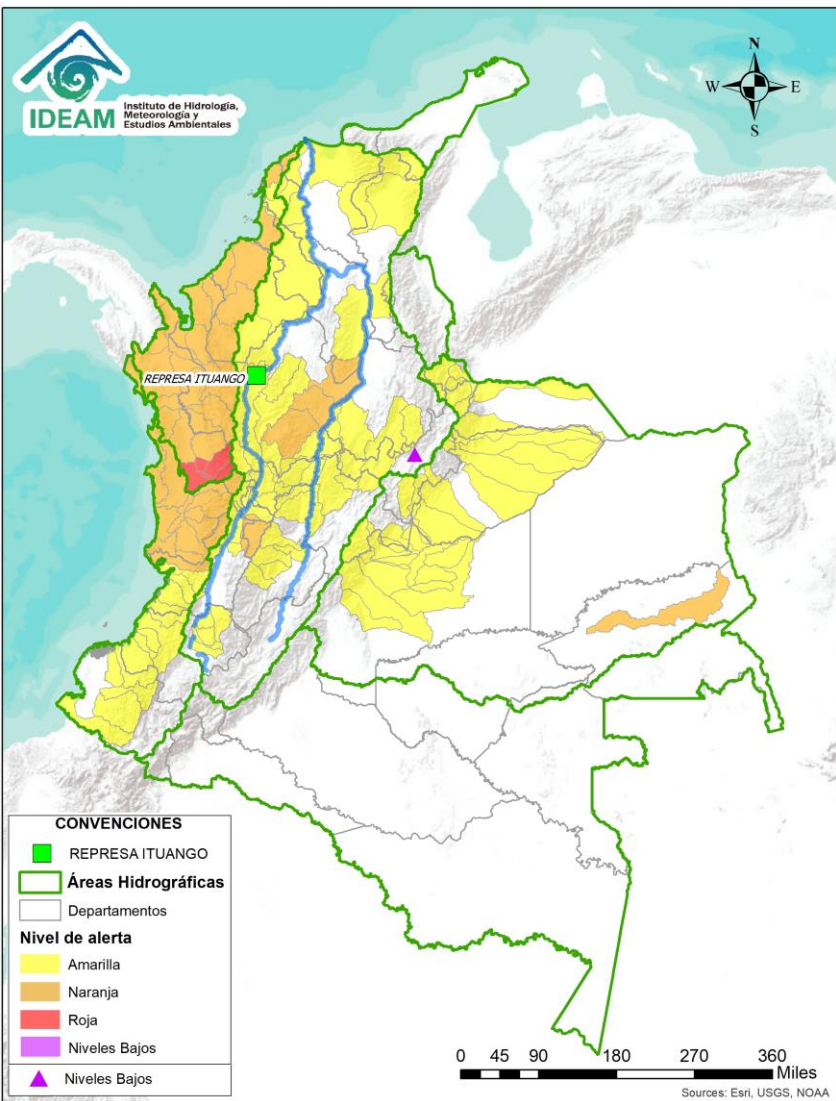 IDEAM
Instituto de Hidrología,
Meteorología y
Estudios Ambientales
N
W
E
S
REPRESA ITUANGO
CONVENCIONES
REPRESA ITUANGO
Áreas Hidrográficas
Departamentos
Nivel de alerta
Amarilla
Naranja
Roja
Niveles Bajos
Niveles Bajos
0 45 90 180 270 360
Miles
Sources: Esri, USGS, NOAA